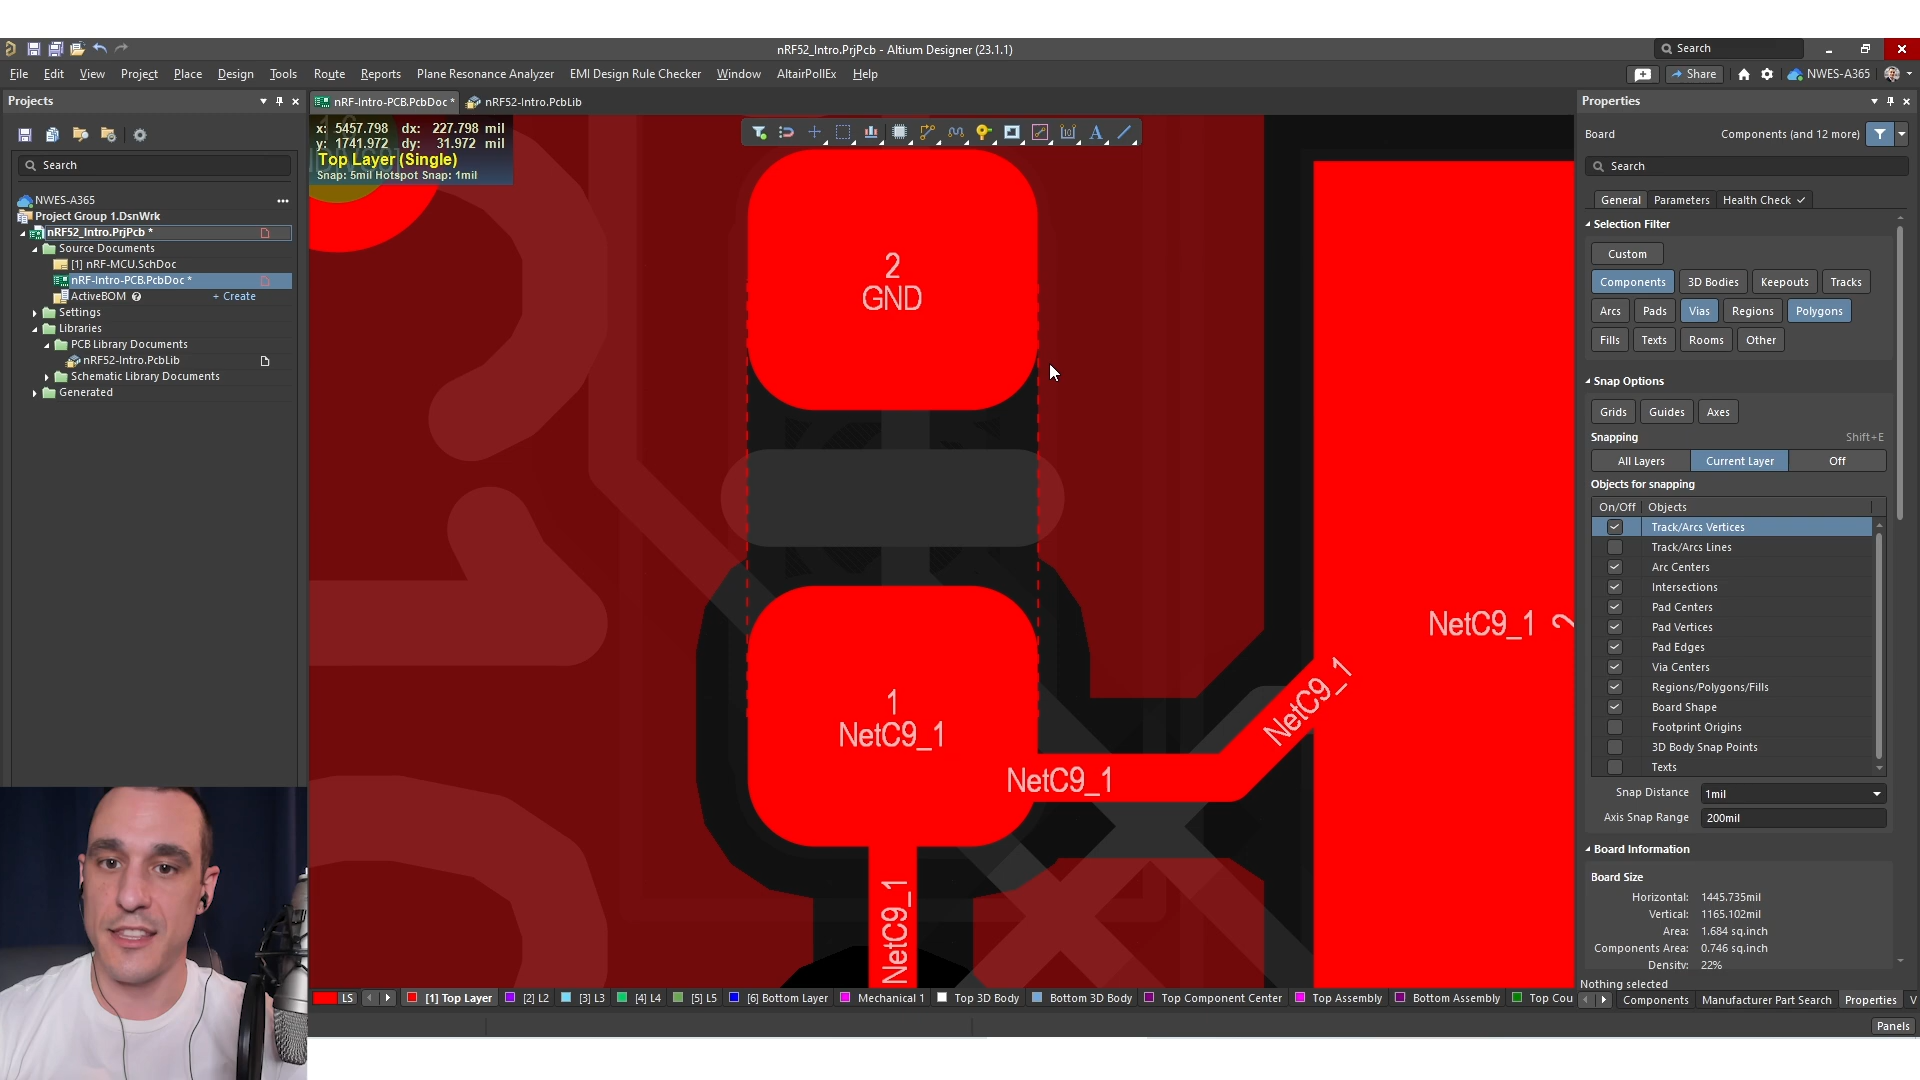 nRF52_Intro.PrjPcb - Altium Designer (23.1.1)
Search
File Edit View Project Place Design Tools Route Reports Plane Resonance Analyzer EMI Design Rule Checker Window AltairPollEx Help
Share
NWES-A365
Projects
Search
NWES-A365
Project Group 1.DsnWrk
nRF52_Intro.PrjPcb *
Source Documents
[1] nRF-MCU.SchDoc
nRF-Intro-PCB.PcbDoc *
ActiveBOM
+ Create
Settings
Libraries
PCB Library Documents
nRF52-Intro.PcbLib
Schematic Library Documents
Generated
nRF-Intro-PCB.PcbDoc *
nRF52-Intro.PcbLib
x: 5457.798 dx: 227.798 mil
y: 1741.972 dy: 31.972 mil
Top Layer (Single)
Snap: 5mil Hotspot Snap: 1mil
2
GND
1
NetC9_1
NetC9_1
NetC9_1
NetC9_1
NetC9_1
2
LS
[1] Top Layer
[2] L2
[3] L3
[4] L4
[5] L5
[6] Bottom Layer
Mechanical 1
Top 3D Body
Bottom 3D Body
Top Component Center
Top Assembly
Bottom Assembly
Top Cou
Properties
Board
Components (and 12 more)
Search
General
Parameters
Health Check
Selection Filter
Custom
Components
3D Bodies
Keepouts
Tracks
Arcs
Pads
Vias
Regions
Polygons
Fills
Texts
Rooms
Other
Snap Options
Grids
Guides
Axes
Snapping
Shift+E
All Layers
Current Layer
Off
Objects for snapping
On/Off
Objects
Track/Arcs Vertices
Track/Arcs Lines
Arc Centers
Intersections
Pad Centers
Pad Vertices
Pad Edges
Via Centers
Regions/Polygons/Fills
Board Shape
Footprint Origins
3D Body Snap Points
Texts
Snap Distance
1mil
Axis Snap Range
200mil
Board Information
Board Size
Horizontal: 1445.735mil
Vertical: 1165.102mil
Area: 1.684 sq.inch
Components Area: 0.746 sq.inch
Density: 22%
Nothing selected
Components
Manufacturer Part Search
Properties
V
Panels